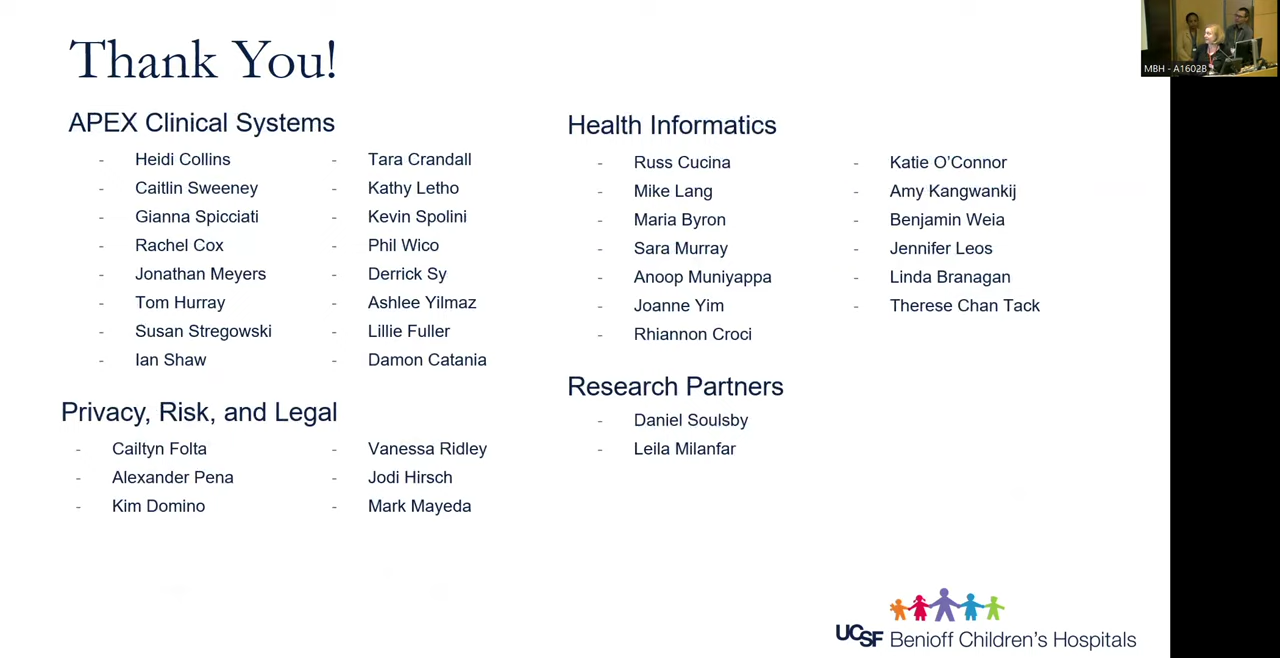 Thank You!
APEX Clinical Systems
- Heidi Collins
- Caitlin Sweeney
- Gianna Spicciati
- Rachel Cox
- Jonathan Meyers
- Tom Hurray
- Susan Stregowski
- Ian Shaw
- Tara Crandall
- Kathy Letho
- Kevin Spolini
- Phil Wico
- Derrick Sy
- Ashlee Yilmaz
- Lillie Fuller
- Damon Catania
Privacy, Risk, and Legal
- Cailtyn Folta
- Alexander Pena
- Kim Domino
- Vanessa Ridley
- Jodi Hirsch
- Mark Mayeda
Health Informatics
- Russ Cucina
- Mike Lang
- Maria Byron
- Sara Murray
- Anoop Muniyappa
- Joanne Yim
- Rhiannon Croci
- Katie O’Connor
- Amy Kangwankij
- Benjamin Weia
- Jennifer Leos
- Linda Branagan
- Therese Chan Tack
Research Partners
- Daniel Soulsby
- Leila Milanfar
UCSF Benioff Children’s Hospitals
MBH - A1602B